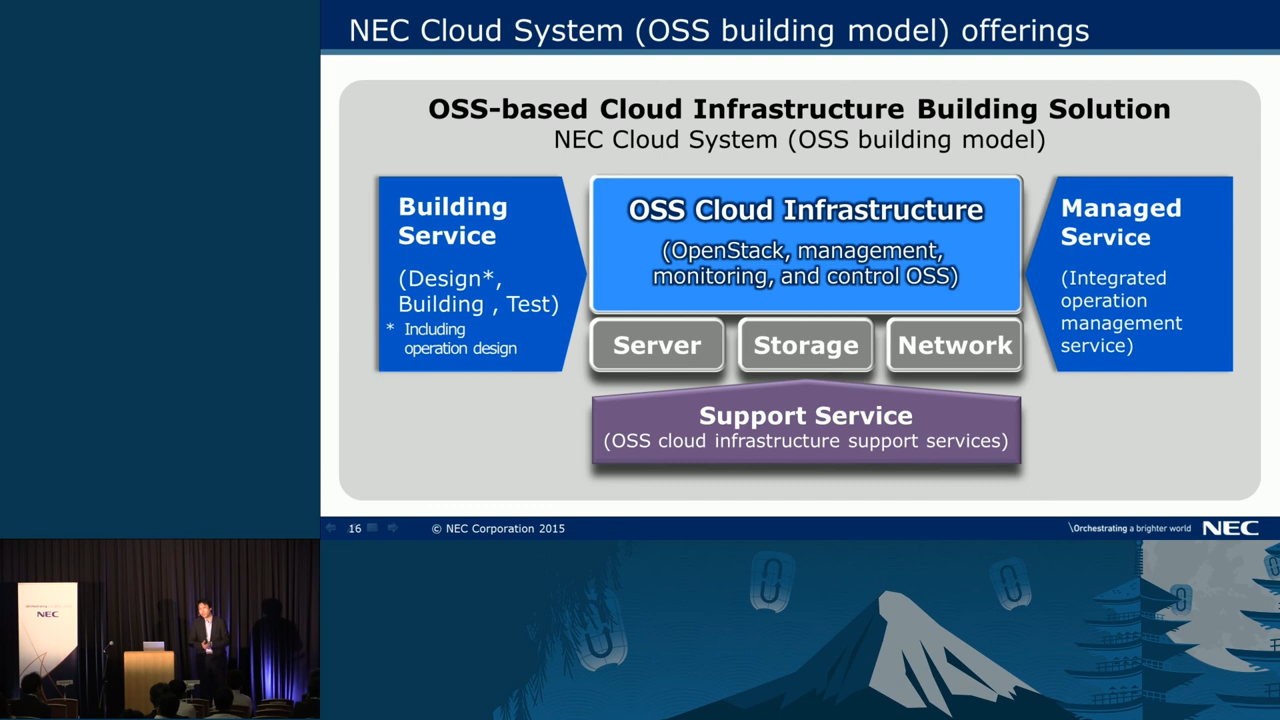 NEC Cloud System (OSS building model) offerings
OSS-based Cloud Infrastructure Building Solution
NEC Cloud System (OSS building model)
Building
Service
(Design*,
Building , Test)
* Including
operation design
OSS Cloud Infrastructure
(OpenStack, management,
monitoring, and control OSS)
Server
Storage
Network
Managed
Service
(Integrated
operation
management
service)
Support Service
(OSS cloud infrastructure support services)
16
© NEC Corporation 2015
\Orchestrating a brighter world
NEC
NEC